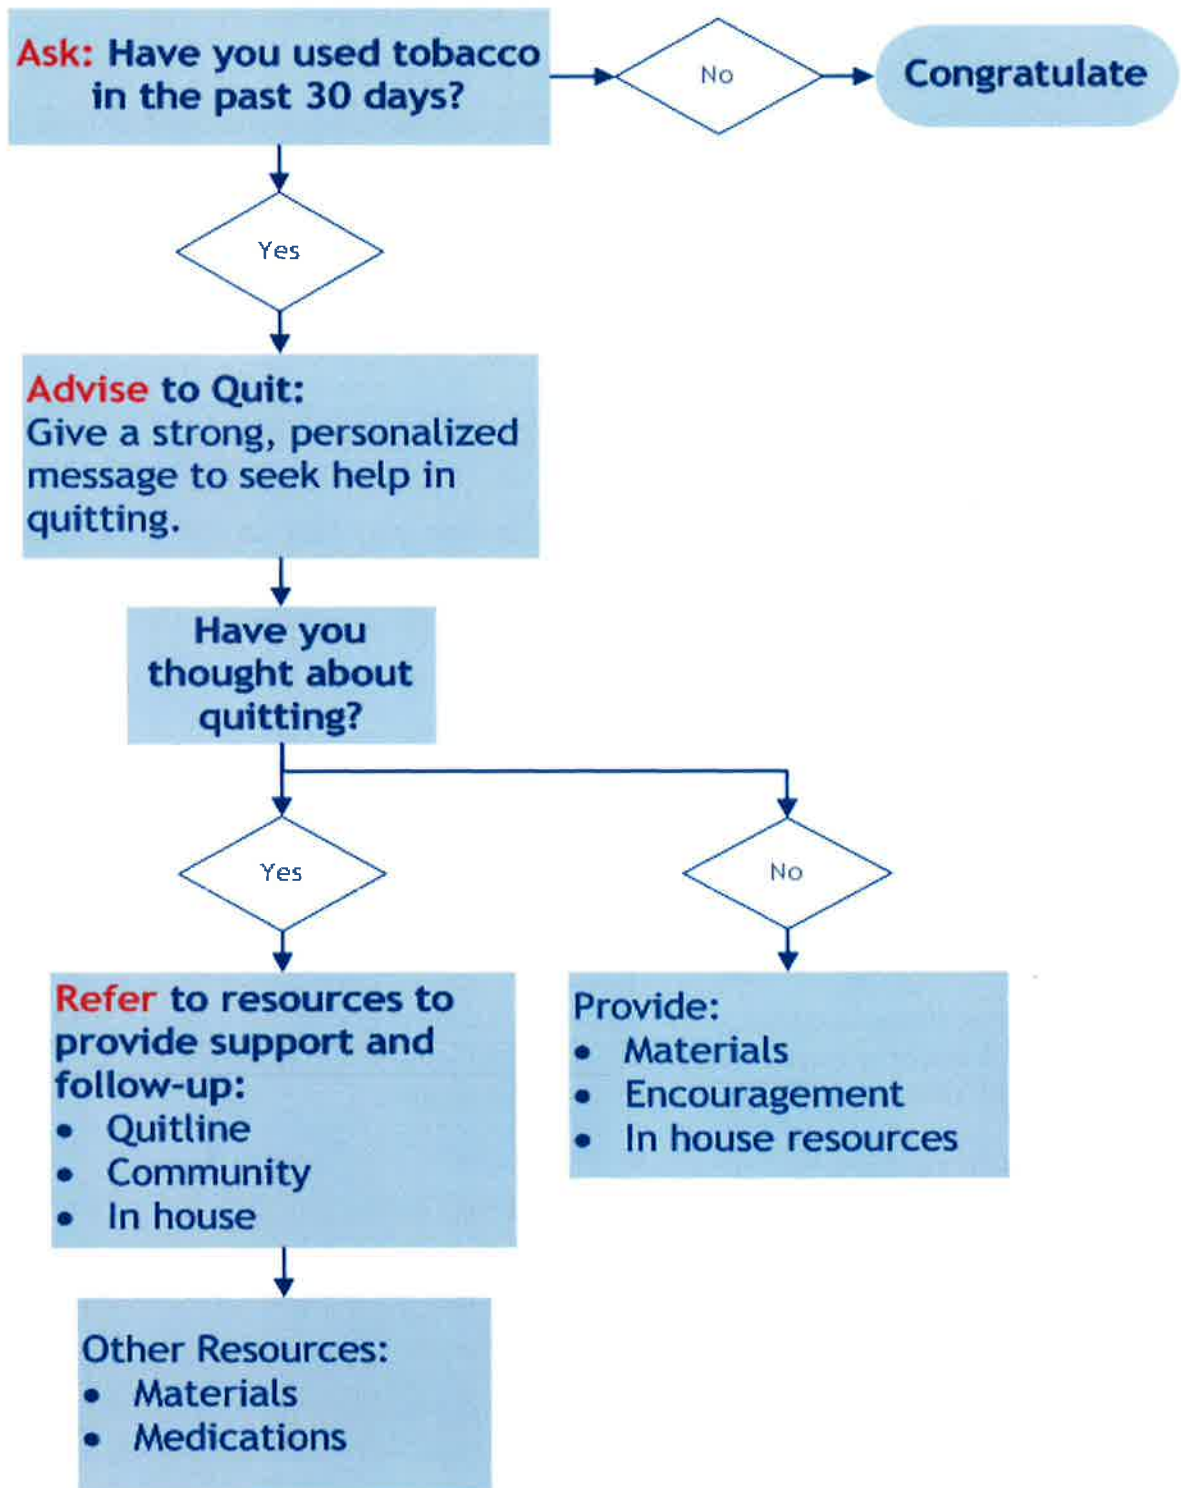 Ask: Have you used tobacco
in the past 30 days?
No
Congratulate
Yes
Advise to Quit:
Give a strong, personalized
message to seek help in
quitting.
Have you
thought about
quitting?
Yes
No
Refer to resources to
provide support and
follow-up:
• Quitline
• Community
• In house
Provide:
• Materials
• Encouragement
• In house resources
Other Resources:
• Materials
• Medications